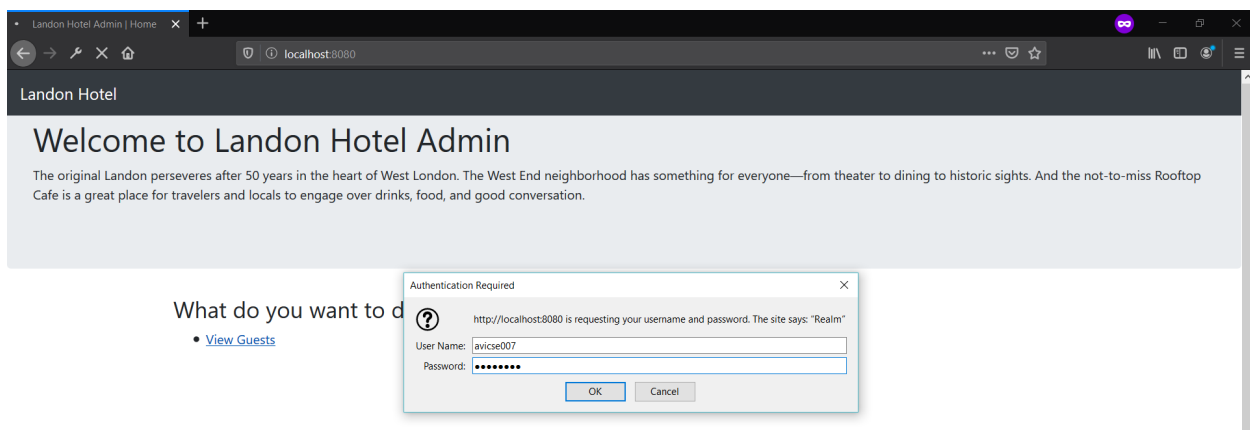 Landon Hotel Admin | Home
localhost:8080
Landon Hotel
Welcome to Landon Hotel Admin
The original Landon perseveres after 50 years in the heart of West London. The West End neighborhood has something for everyone—from theater to dining to historic sights. And the not-to-miss Rooftop
Cafe is a great place for travelers and locals to engage over drinks, food, and good conversation.
What do you want to d
View Guests
Authentication Required
http://localhost:8080 is requesting your username and password. The site says: “Realm”
User Name: avicse007
Password: ●●●●●●●●
OK Cancel